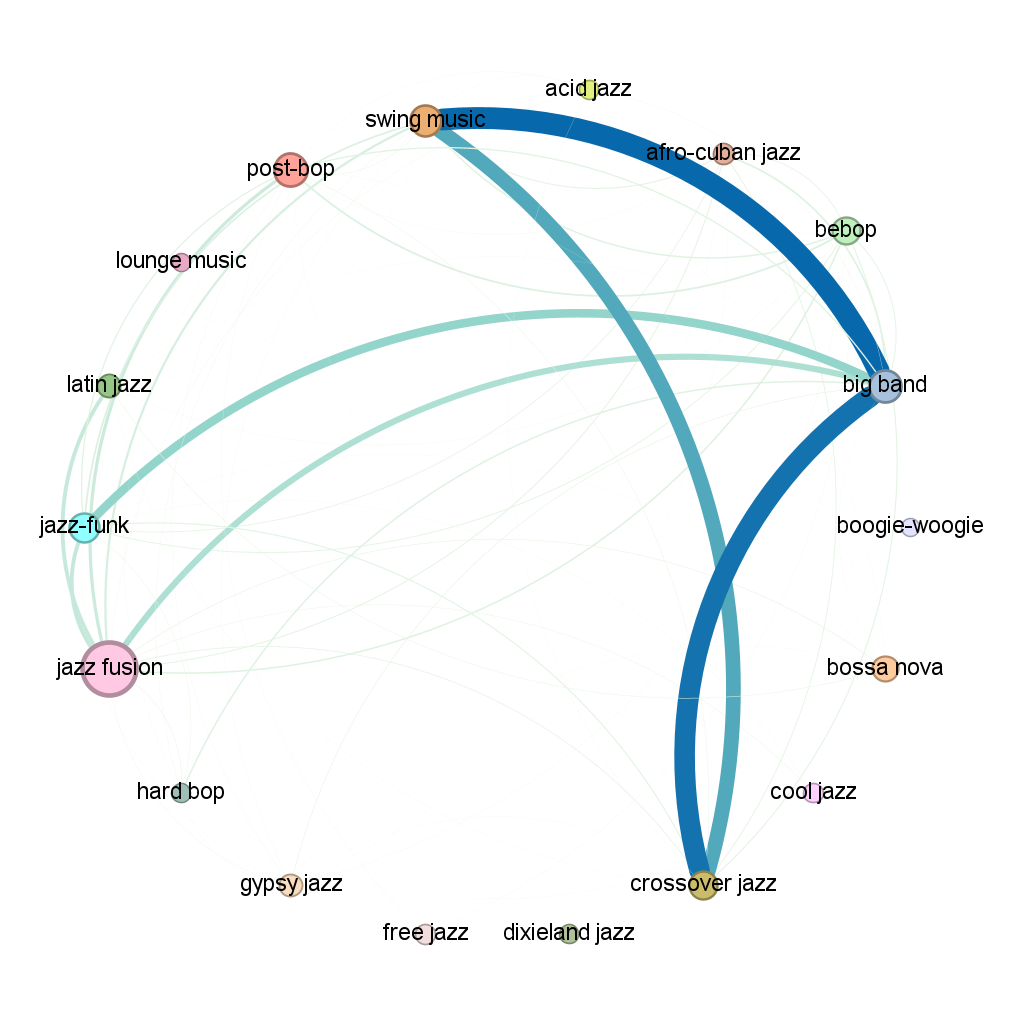 acid jazz
swing music
afro-cuban jazz
post-bop
bebop
lounge music
latin jazz
big band
jazz-funk
boogie-woogie
jazz fusion
bossa nova
hard bop
cool jazz
gypsy jazz
crossover jazz
free jazz
dixieland jazz